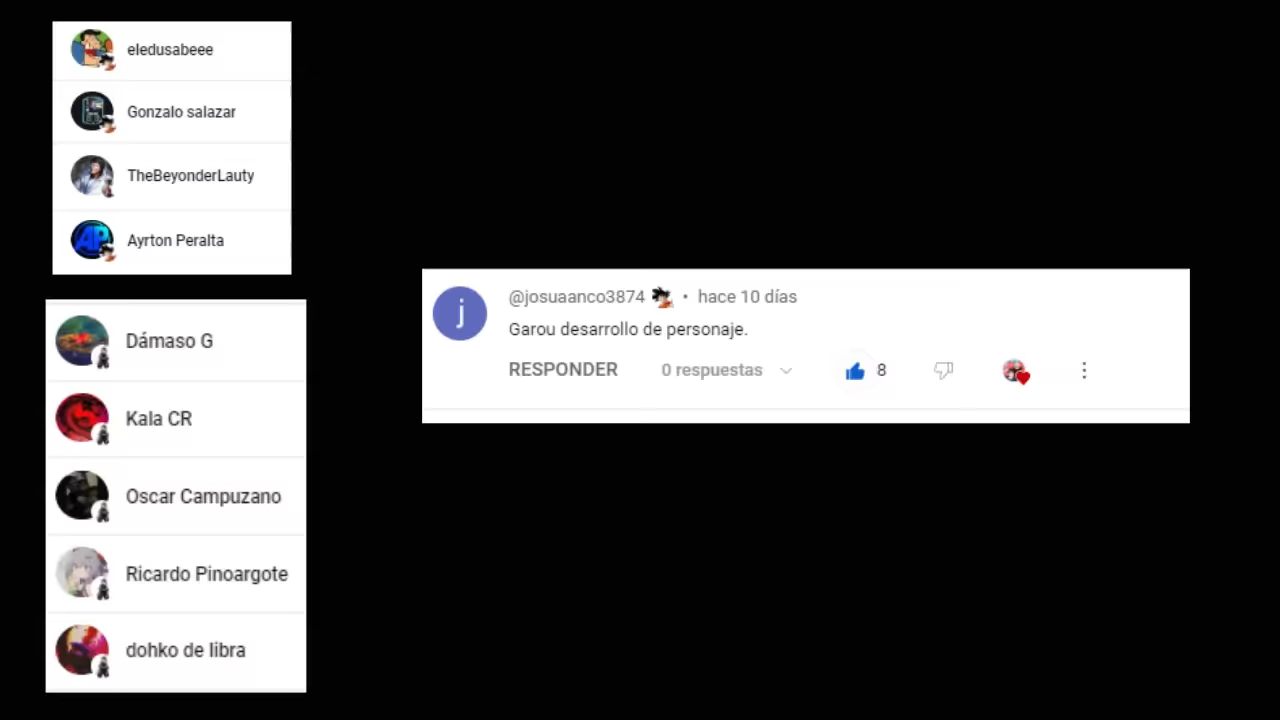 eledusabeee
Gonzalo salazar
TheBeyonderLauty
Ayrton Peralta
Dámaso G
Kala CR
Oscar Campuzano
Ricardo Pinoargote
dohko de libra
j
@josuaanco3874 • hace 10 días
Garou desarrollo de personaje.
RESPONDER 0 respuestas 8